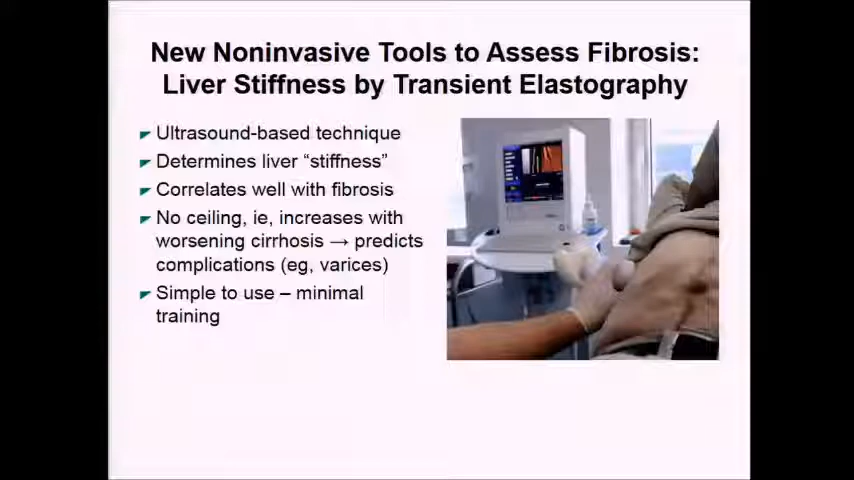 New Noninvasive Tools to Assess Fibrosis:
Liver Stiffness by Transient Elastography
Ultrasound-based technique
Determines liver “stiffness”
Correlates well with fibrosis
No ceiling, ie, increases with
worsening cirrhosis → predicts
complications (eg, varices)
Simple to use – minimal
training